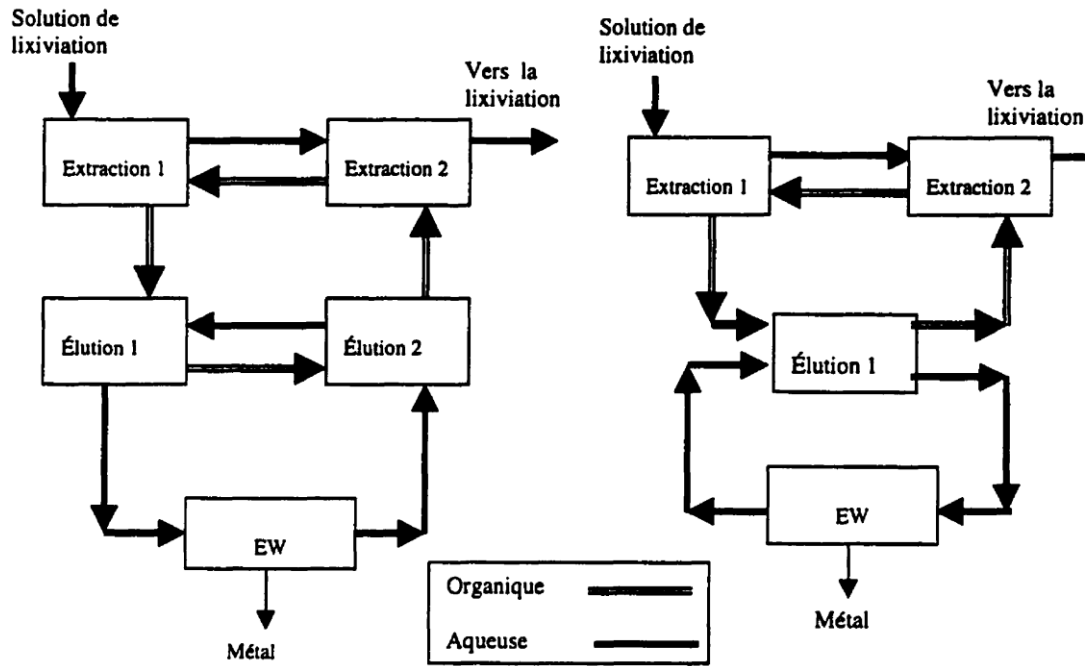 Solution de
lixiviation
Vers la
lixiviation
Extraction 1
Extraction 2
Élution 1
Élution 2
EW
Métal
Solution de
lixiviation
Vers la
lixiviation
Extraction 1
Extraction 2
Élution 1
EW
Métal
Organique
Aqueuse